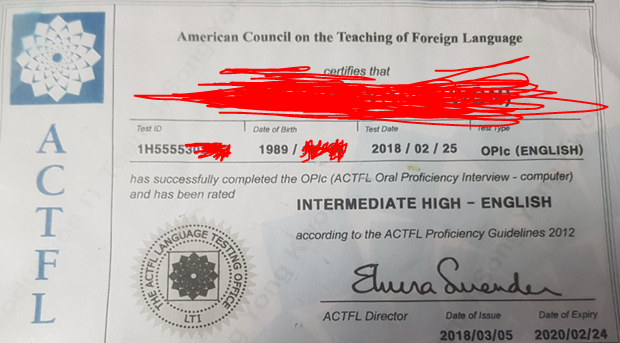 American Council on the Teaching of Foreign Language
certifies that
Test ID Date of Birth Test Date Test Type
1H55553 1989 / 2018 / 02 / 25 OPIc (ENGLISH)
has successfully completed the OPIc (ACTFL Oral Proficiency Interview - computer)
and has been rated
INTERMEDIATE HIGH – ENGLISH
according to the ACTFL Proficiency Guidelines 2012
ACTFL Director Date of Issue Date of Expiry
2018/03/05 2020/02/24
ACTFL
THE ACTFL LANGUAGE TESTING OFFICE
LTI